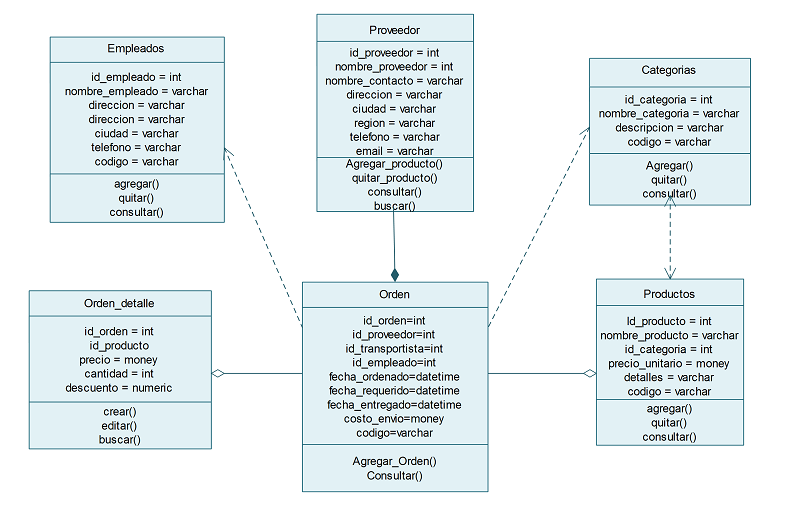 Empleados
id_empleado = int
nombre_empleado = varchar
direccion = varchar
direccion = varchar
ciudad = varchar
telefono = varchar
codigo = varchar
agregar()
quitar()
consultar()
Proveedor
id_proveedor = int
nombre_proveedor = int
nombre_contacto = varchar
direccion = varchar
ciudad = varchar
region = varchar
telefono = varchar
email = varchar
Agregar_producto()
quitar_producto()
consultar()
buscar()
Categorias
id_categoria = int
nombre_categoria = varchar
descripcion = varchar
codigo = varchar
Agregar()
quitar()
consultar()
Orden_detalle
id_orden = int
id_producto
precio = money
cantidad = int
descuento = numeric
crear()
editar()
buscar()
Orden
id_orden=int
id_proveedor=int
id_transportista=int
id_empleado=int
fecha_ordenado=datetime
fecha_requerido=datetime
fecha_entregado=datetime
costo_envio=money
codigo=varchar
Agregar_Orden()
Consultar()
Productos
Id_producto = int
nombre_producto = varchar
id_categoria = int
precio_unitario = money
detalles = varchar
codigo = varchar
agregar()
quitar()
consultar()